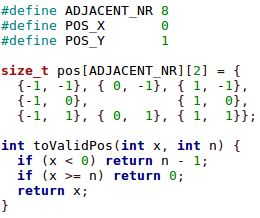 #define ADJACENT_NR 8
#define POS_X       0
#define POS_Y       1

size_t pos[ADJACENT_NR][2] = {
  {-1, -1}, { 0, -1}, { 1, -1},
  {-1,  0},           { 1,  0},
  {-1,  1}, { 0,  1}, { 1,  1}};

int toValidPos(int x, int n) {
  if (x < 0) return n - 1;
  if (x >= n) return 0;
  return x;
}